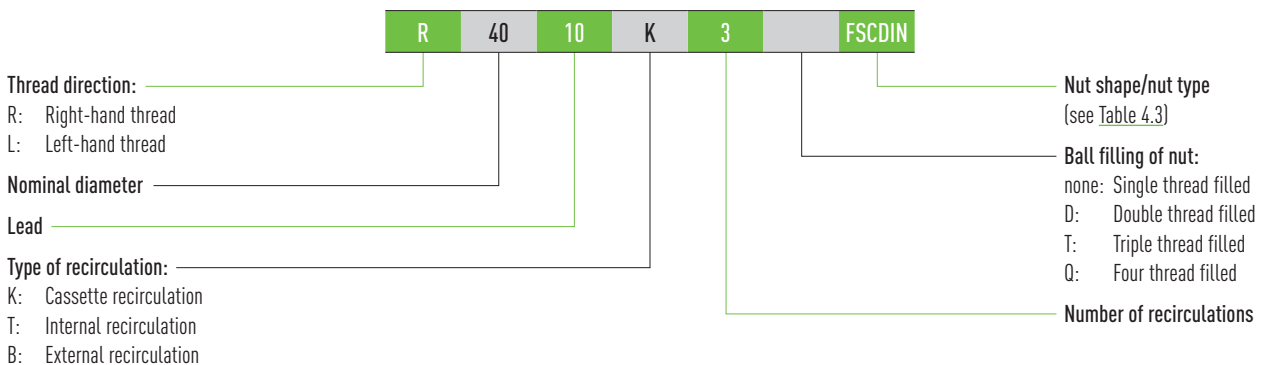 R 40 10 K 3 FSCDIN
Thread direction:
R: Right-hand thread
L: Left-hand thread
Nominal diameter
Lead
Type of recirculation:
K: Cassette recirculation
T: Internal recirculation
B: External recirculation
Nut shape/nut type
(see Table 4.3)
Ball filling of nut:
none: Single thread filled
D: Double thread filled
T: Triple thread filled
Q: Four thread filled
Number of recirculations